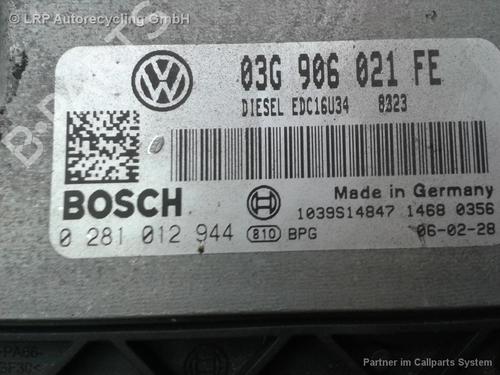 LRP Autorecycling GmbH
03G 906 021 FE
DIESEL EDC16U34 8323
BOSCH
Made in Germany
1039S14847 1468 0356
0 281 012 944 810 BPG 06-02-28
Partner im Callparts System